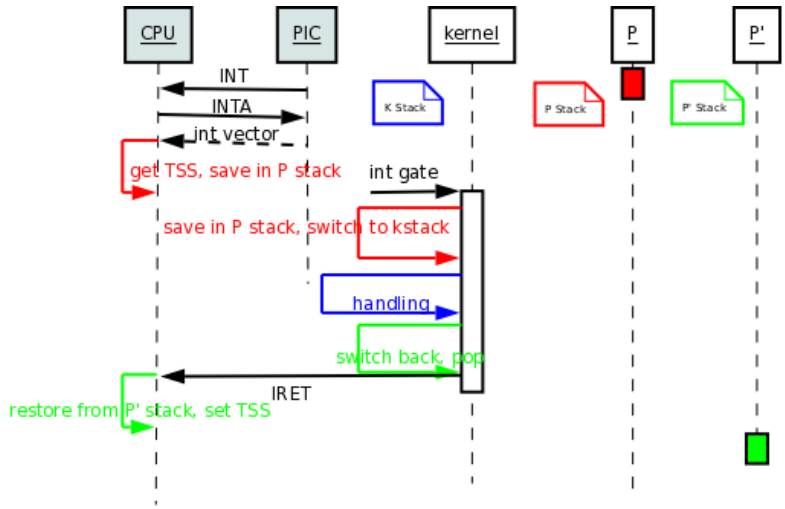 CPU
PIC
kernel
P
P'
INT
K Stack
P Stack
P' Stack
INTA
int vector
get TSS, save in P stack
int gate
save in P stack, switch to kstack
handling
switch back, pop
IRET
restore from P' stack, set TSS